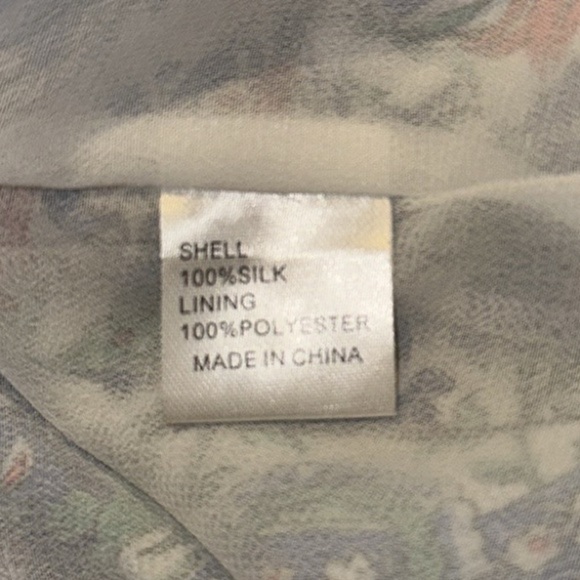 SHELL
100%SILK
LINING
100%POLYESTER
MADE IN CHINA